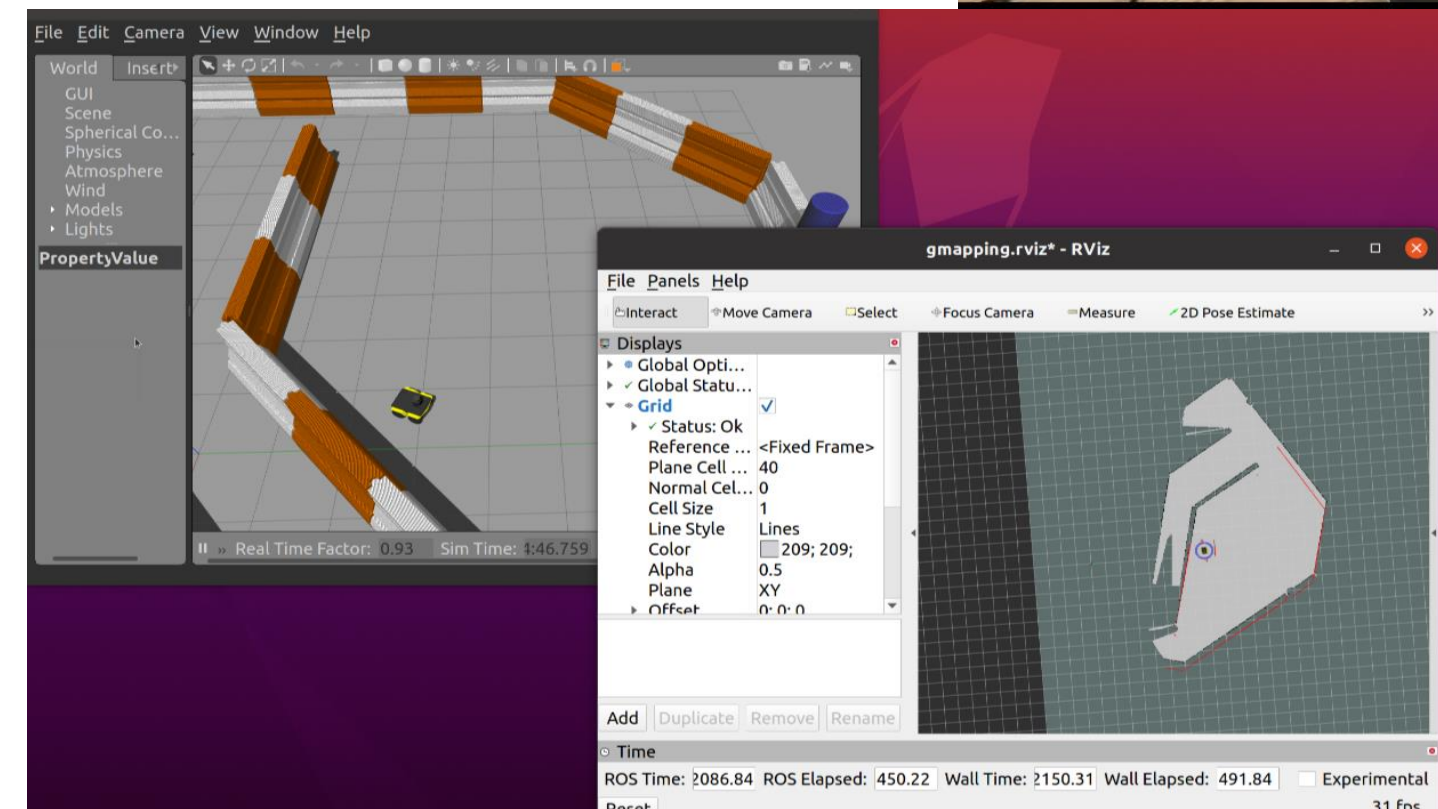 File Edit Camera View Window Help
World Insert
GUI
Scene
Spherical Co...
Physics
Atmosphere
Wind
Models
Lights
PropertyValue
Real Time Factor: 0.93 Sim Time: 1:46.759
gmapping.rviz* - RViz
File Panels Help
Interact Move Camera Select Focus Camera Measure 2D Pose Estimate
Displays
Global Opti...
Global Statu...
Grid
Status: Ok
Reference ... <Fixed Frame>
Plane Cell ... 40
Normal Cel... 0
Cell Size 1
Line Style Lines
Color 209; 209;
Alpha 0.5
Plane XY
Offset 0; 0; 0
Add Duplicate Remove Rename
Time
ROS Time: 2086.84 ROS Elapsed: 450.22 Wall Time: 2150.31 Wall Elapsed: 491.84 Experimental
Reset 31 fps